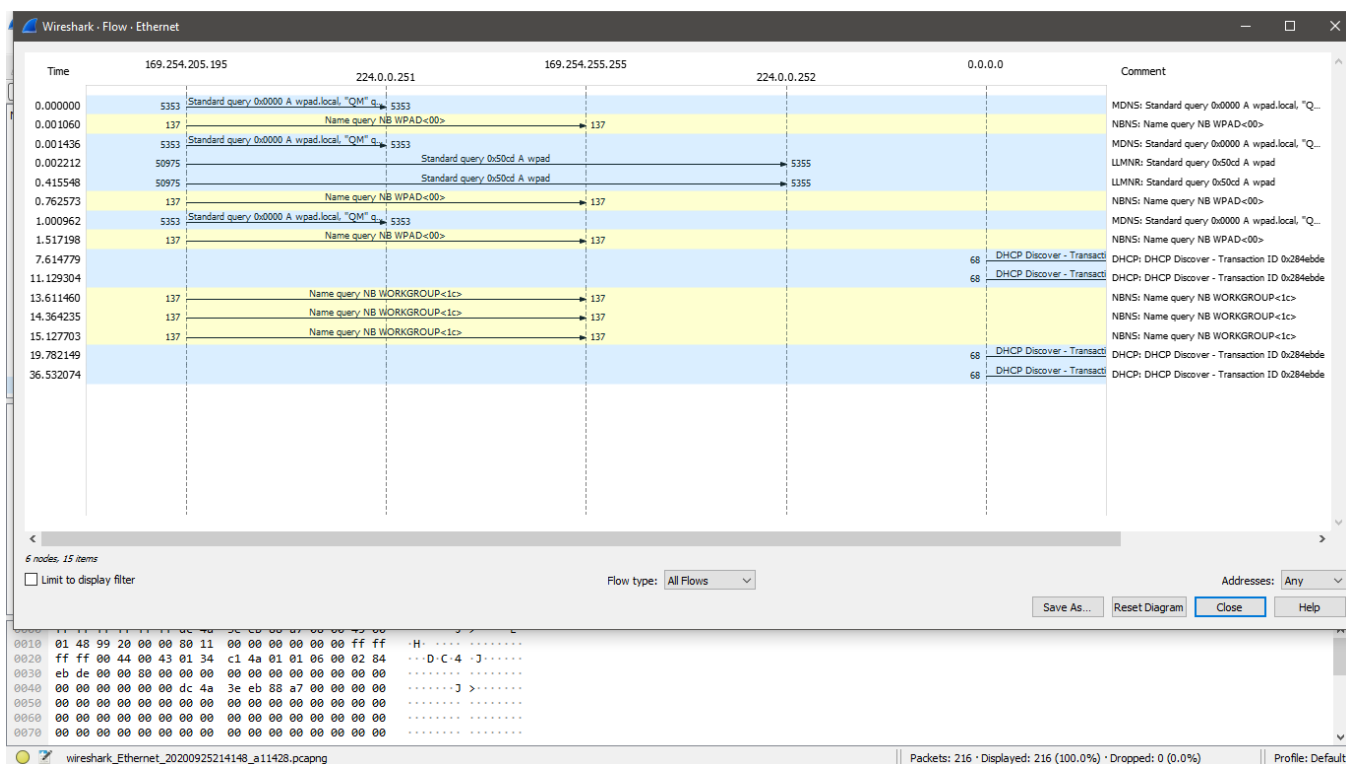 Wireshark · Flow · Ethernet
Time 169.254.205.195 224.0.0.251 169.254.255.255 224.0.0.252 0.0.0.0 Comment
0.000000 5353 Standard query 0x0000 A wpad.local, "QM" q... 5353 MDNS: Standard query 0x0000 A wpad.local, "Q...
0.001060 137 Name query NB WPAD<00> 137 NBNS: Name query NB WPAD<00>
0.001436 5353 Standard query 0x0000 A wpad.local, "QM" q... 5353 MDNS: Standard query 0x0000 A wpad.local, "Q...
0.002212 50975 Standard query 0x50cd A wpad 5355 LLMNR: Standard query 0x50cd A wpad
0.415548 50975 Standard query 0x50cd A wpad 5355 LLMNR: Standard query 0x50cd A wpad
0.762573 137 Name query NB WPAD<00> 137 NBNS: Name query NB WPAD<00>
1.000962 5353 Standard query 0x0000 A wpad.local, "QM" q... 5353 MDNS: Standard query 0x0000 A wpad.local, "Q...
1.517198 137 Name query NB WPAD<00> 137 NBNS: Name query NB WPAD<00>
7.614779 68 DHCP Discover - Transacti DHCP: DHCP Discover - Transaction ID 0x284ebde
11.129304 68 DHCP Discover - Transacti DHCP: DHCP Discover - Transaction ID 0x284ebde
13.611460 137 Name query NB WORKGROUP<1c> 137 NBNS: Name query NB WORKGROUP<1c>
14.364235 137 Name query NB WORKGROUP<1c> 137 NBNS: Name query NB WORKGROUP<1c>
15.127703 137 Name query NB WORKGROUP<1c> 137 NBNS: Name query NB WORKGROUP<1c>
19.782149 68 DHCP Discover - Transacti DHCP: DHCP Discover - Transaction ID 0x284ebde
36.532074 68 DHCP Discover - Transacti DHCP: DHCP Discover - Transaction ID 0x284ebde
6 nodes, 15 items
Limit to display filter Flow type: All Flows Addresses: Any
Save As... Reset Diagram Close Help
0010 01 48 99 20 00 00 80 11 00 00 00 00 00 00 ff ff ·H· ···· ········
0020 ff ff 00 44 00 43 01 34 c1 4a 01 01 06 00 02 84 ···D·C·4 ·J······
0030 eb de 00 00 80 00 00 00 00 00 00 00 00 00 00 00 ········ ········
0040 00 00 00 00 00 00 dc 4a 3e eb 88 a7 00 00 00 00 ·······J >·······
0050 00 00 00 00 00 00 00 00 00 00 00 00 00 00 00 00 ········ ········
0060 00 00 00 00 00 00 00 00 00 00 00 00 00 00 00 00 ········ ········
0070 00 00 00 00 00 00 00 00 00 00 00 00 00 00 00 00 ········ ········
wireshark_Ethernet_20200925214148_a11428.pcapng Packets: 216 · Displayed: 216 (100.0%) · Dropped: 0 (0.0%) Profile: Default